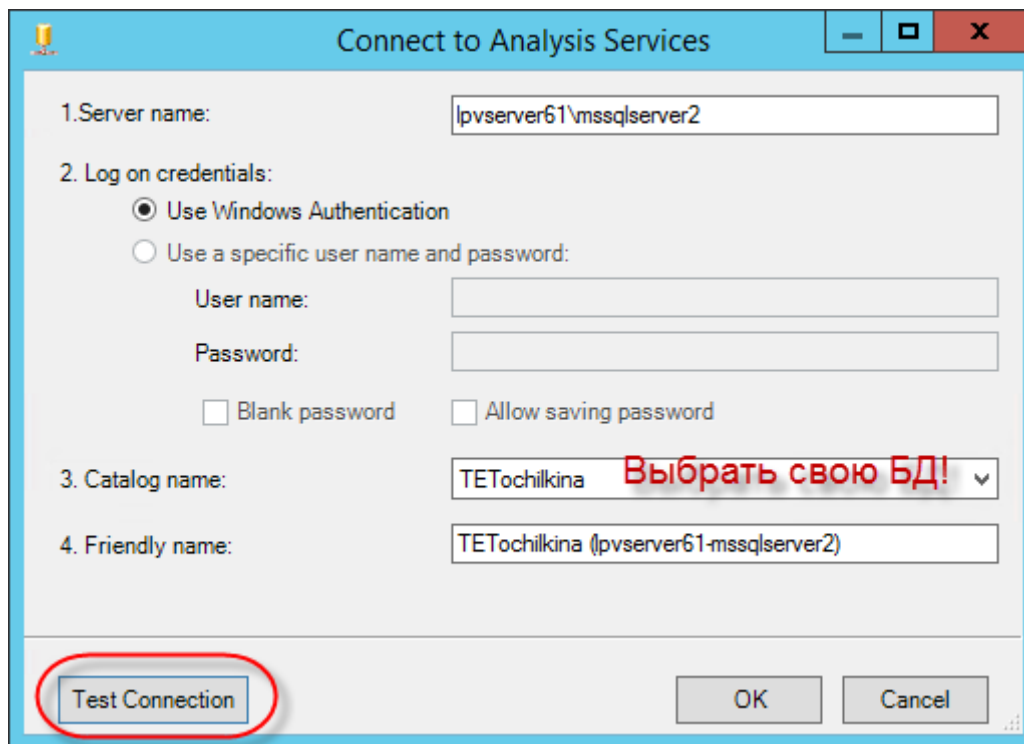 Connect to Analysis Services
1.Server name:
lpvserver61\mssqlserver2
2. Log on credentials:
Use Windows Authentication
Use a specific user name and password:
User name:
Password:
Blank password
Allow saving password
3. Catalog name:
TETochilkina
Выбрать свою БД!
4. Friendly name:
TETochilkina (lpvserver61-mssqlserver2)
Test Connection
OK
Cancel